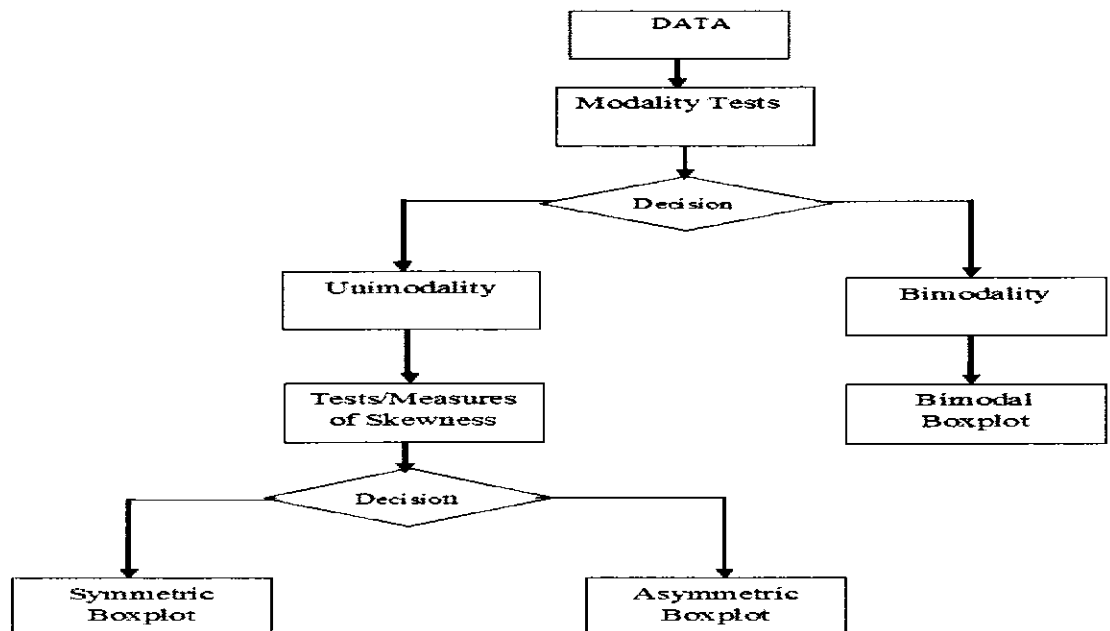 DATA
Modality Tests
Decision
Unimodality
Bimodality
Tests/Measures
of Skewness
Bimodal
Boxplot
Decision
Symmetric
Boxplot
Asymmetric
Boxplot